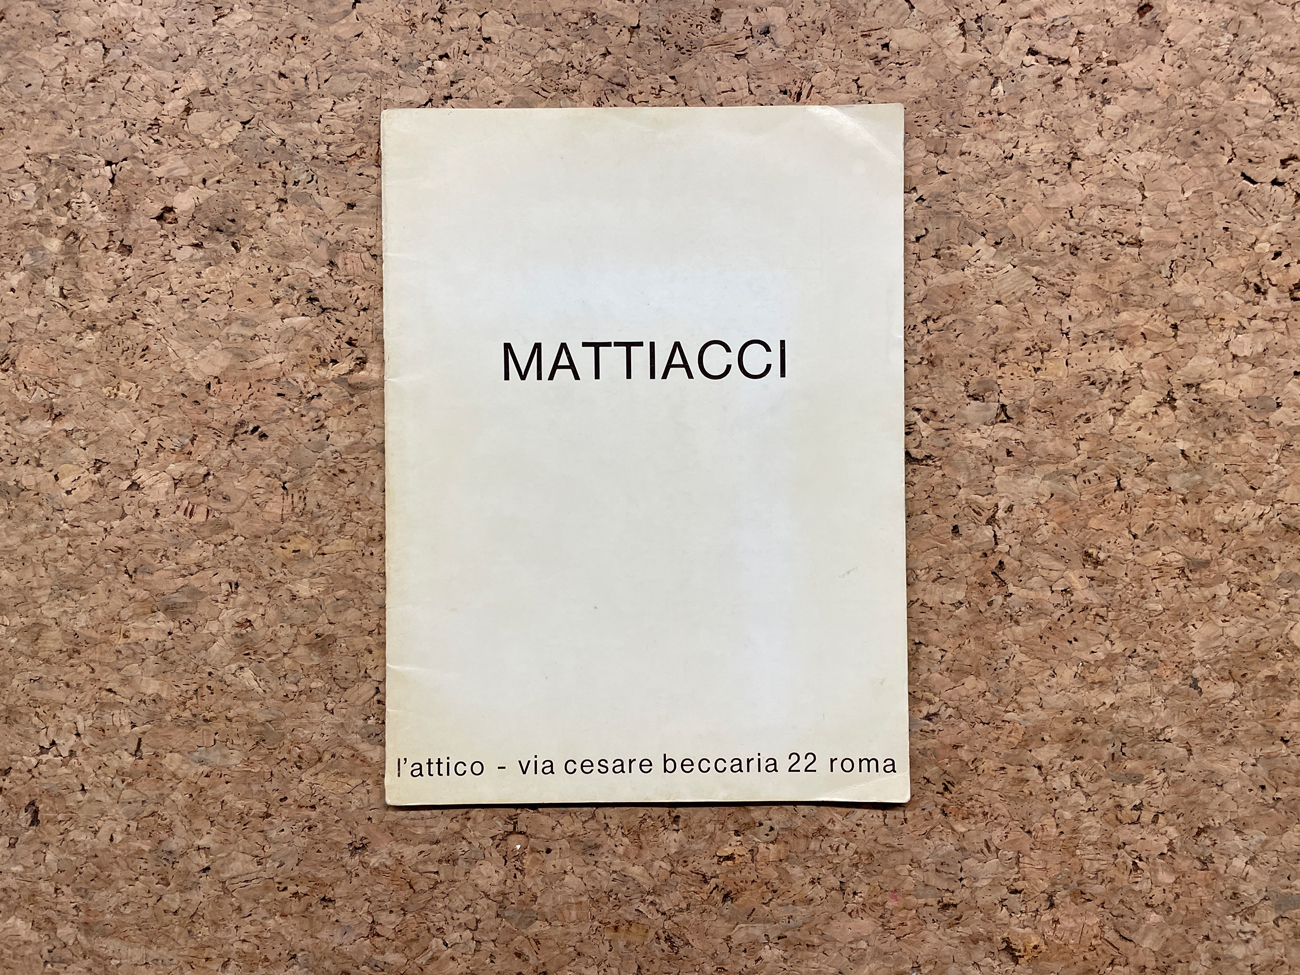 MATTIACCI
l'attico - via cesare beccaria 22 roma